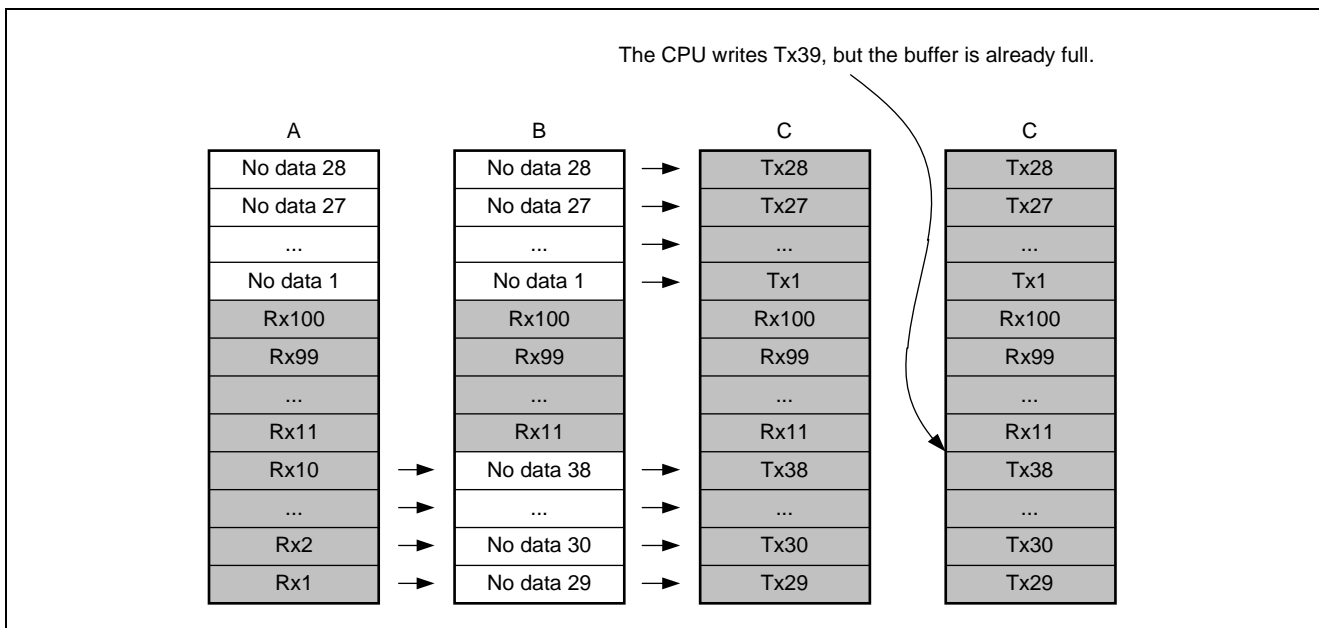 The CPU writes Tx39, but the buffer is already full.
A B C C
No data 28 No data 28 Tx28 Tx28
No data 27 No data 27 Tx27 Tx27
... ... ... ...
No data 1 No data 1 Tx1 Tx1
Rx100 Rx100 Rx100 Rx100
Rx99 Rx99 Rx99 Rx99
... ... ... ...
Rx11 Rx11 Rx11 Rx11
Rx10 No data 38 Tx38 Tx38
... ... ... ...
Rx2 No data 30 Tx30 Tx30
Rx1 No data 29 Tx29 Tx29